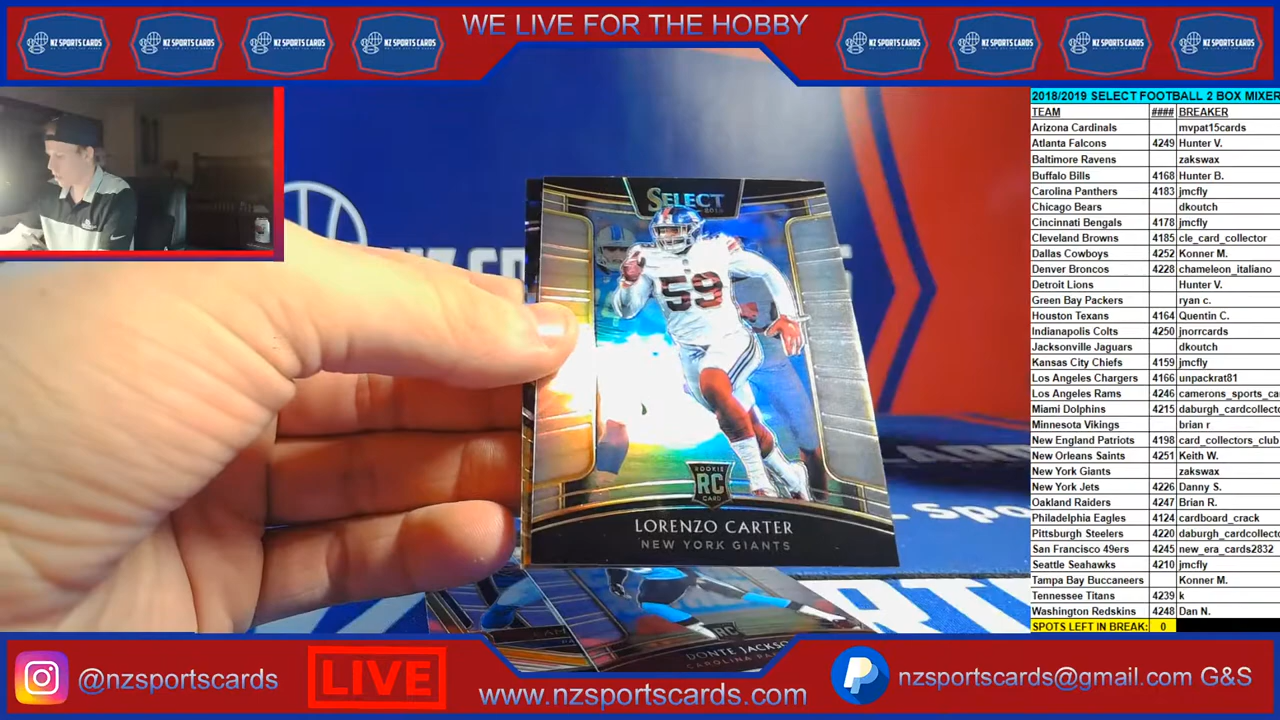 WE LIVE FOR THE HOBBY
NZ SPORTS CARDS
NZ SPORTS CARDS
NZ SPORTS CARDS
NZ SPORTS CARDS
NZ SPORTS CARDS
NZ SPORTS CARDS
NZ SPORTS CARDS
NZ SPORTS CARDS
2018/2019 SELECT FOOTBALL 2 BOX MIXER
TEAM #### BREAKER
Arizona Cardinals mvpat15cards
Atlanta Falcons 4249 Hunter V.
Baltimore Ravens zakswax
Buffalo Bills 4168 Hunter B.
Carolina Panthers 4183 jmcfly
Chicago Bears dkoutch
Cincinnati Bengals 4178 jmcfly
Cleveland Browns 4185 cle_card_collector
Dallas Cowboys 4252 Konner M.
Denver Broncos 4228 chameleon_italiano
Detroit Lions Hunter V.
Green Bay Packers ryan c.
Houston Texans 4164 Quentin C.
Indianapolis Colts 4250 jnorrcards
Jacksonville Jaguars dkoutch
Kansas City Chiefs 4159 jmcfly
Los Angeles Chargers 4166 unpackrat81
Los Angeles Rams 4246 camerons_sports_ca
Miami Dolphins 4215 daburgh_cardcollect
Minnesota Vikings brian r
New England Patriots 4198 card_collectors_club
New Orleans Saints 4251 Keith W.
New York Giants zakswax
New York Jets 4226 Danny S.
Oakland Raiders 4247 Brian R.
Philadelphia Eagles 4124 cardboard_crack
Pittsburgh Steelers 4220 daburgh_cardcollect
San Francisco 49ers 4245 new_era_cards2832
Seattle Seahawks 4210 jmcfly
Tampa Bay Buccaneers Konner M.
Tennessee Titans 4239 k
Washington Redskins 4248 Dan N.
SPOTS LEFT IN BREAK: 0
SELECT
2018
59
ROOKIE
RC
CARD
LORENZO CARTER
NEW YORK GIANTS
RC
DONTE JACKSO
CAROLINA
@nzsportscards
LIVE
www.nzsportscards.com
nzsportscards@gmail.com G&S